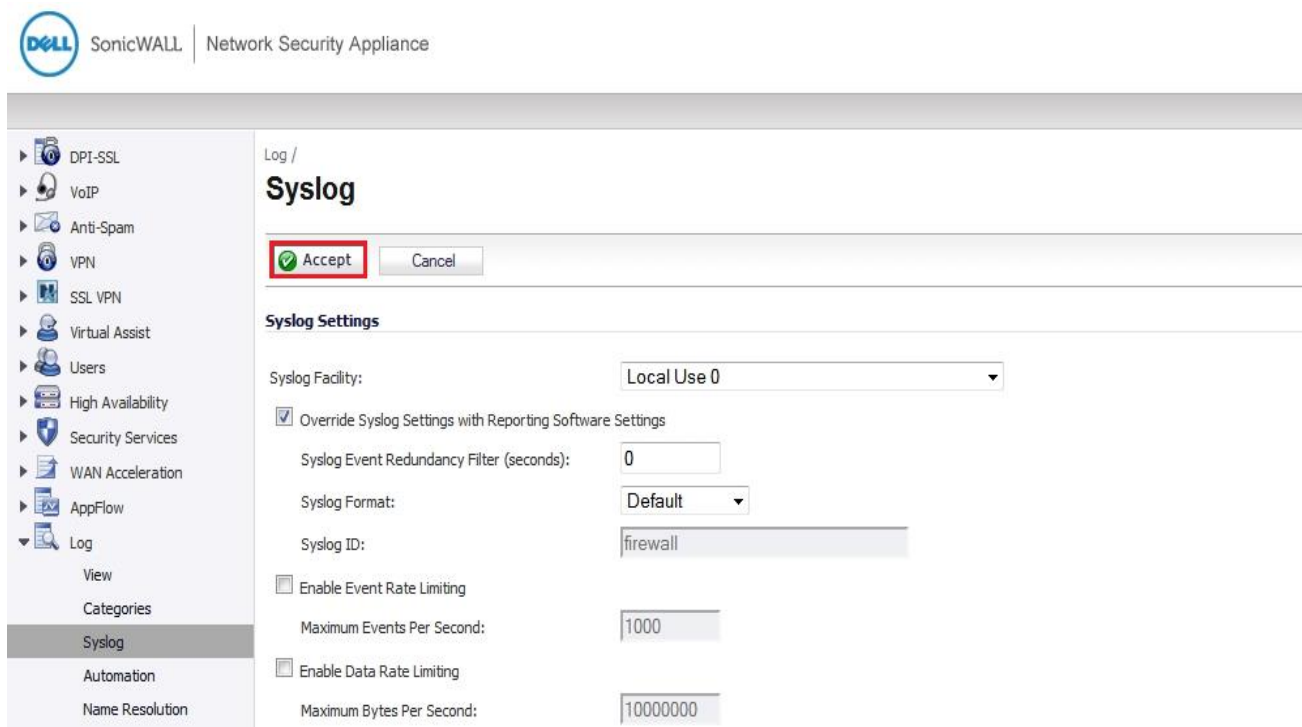 DELL SonicWALL | Network Security Appliance
DPI-SSL
VoIP
Anti-Spam
VPN
SSL VPN
Virtual Assist
Users
High Availability
Security Services
WAN Acceleration
AppFlow
Log
View
Categories
Syslog
Automation
Name Resolution
Log /
Syslog
Accept Cancel
Syslog Settings
Syslog Facility: Local Use 0
Override Syslog Settings with Reporting Software Settings
Syslog Event Redundancy Filter (seconds): 0
Syslog Format: Default
Syslog ID: firewall
Enable Event Rate Limiting
Maximum Events Per Second: 1000
Enable Data Rate Limiting
Maximum Bytes Per Second: 10000000